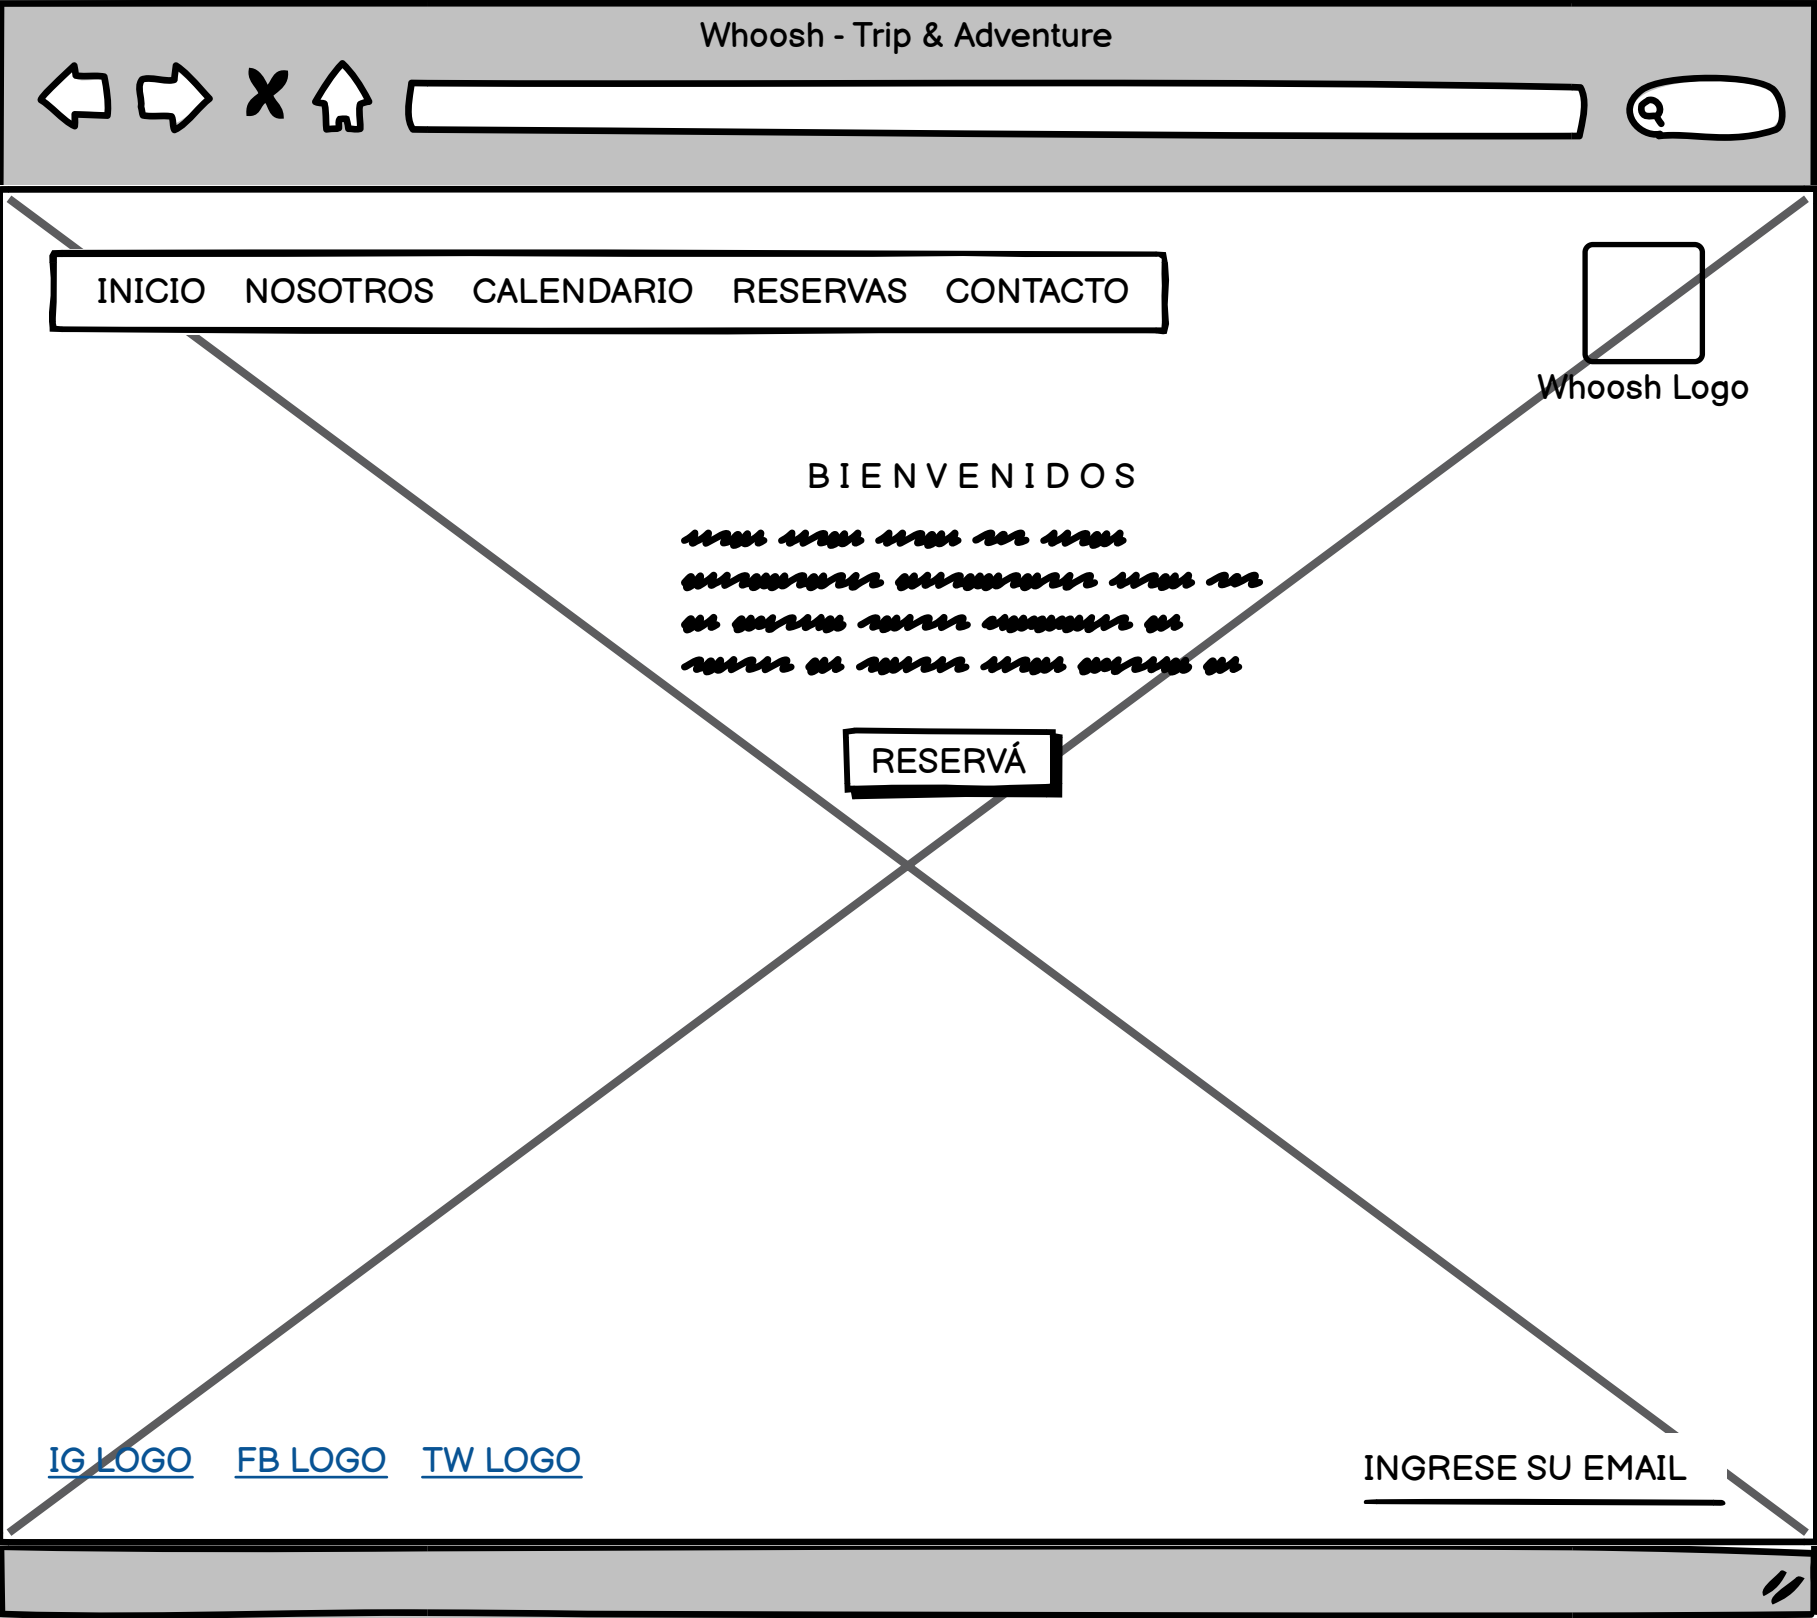 Whoosh - Trip & Adventure
INICIO NOSOTROS CALENDARIO RESERVAS CONTACTO
Whoosh Logo
BIENVENIDOS
RESERVÁ
IG LOGO FB LOGO TW LOGO
INGRESE SU EMAIL